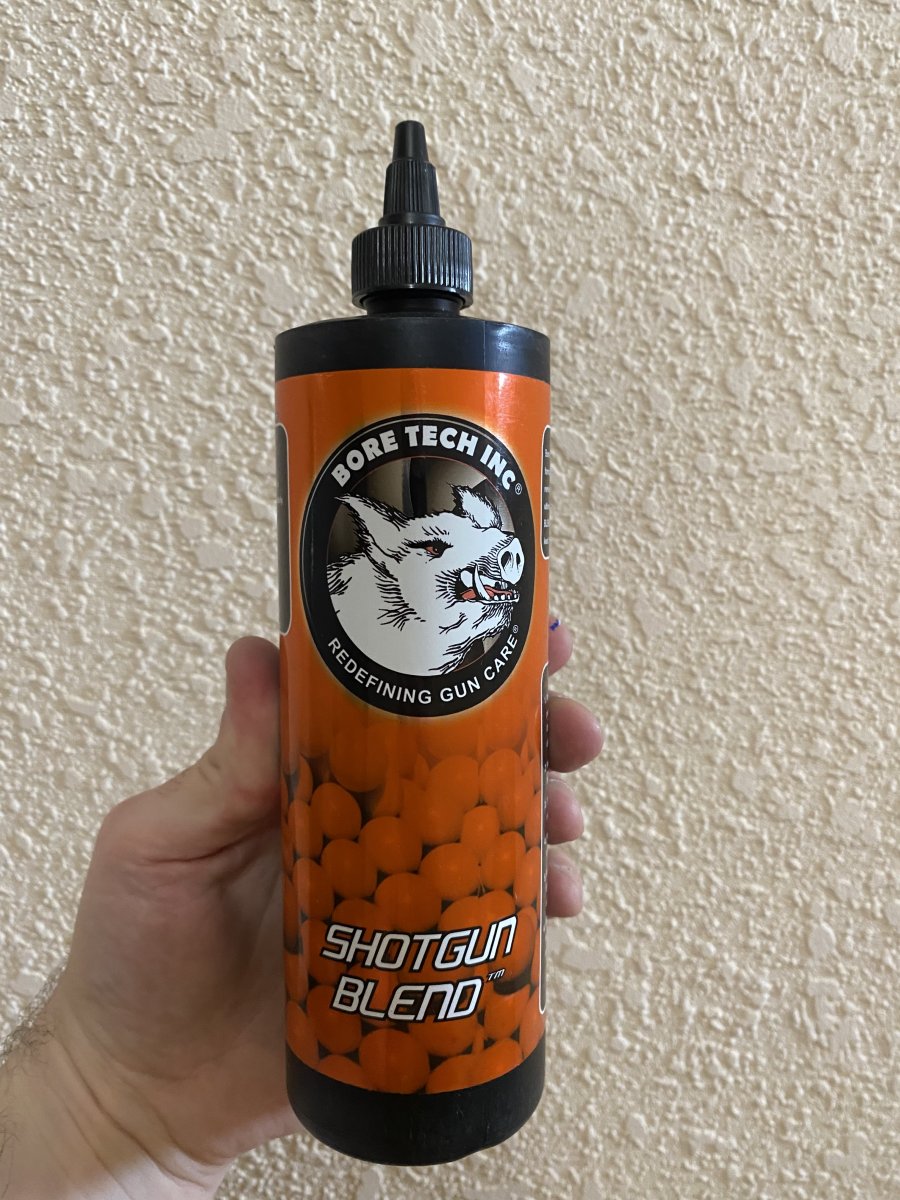 BORE TECH INC®
REDEFINING GUN CARE®
SHOTGUN
BLEND™